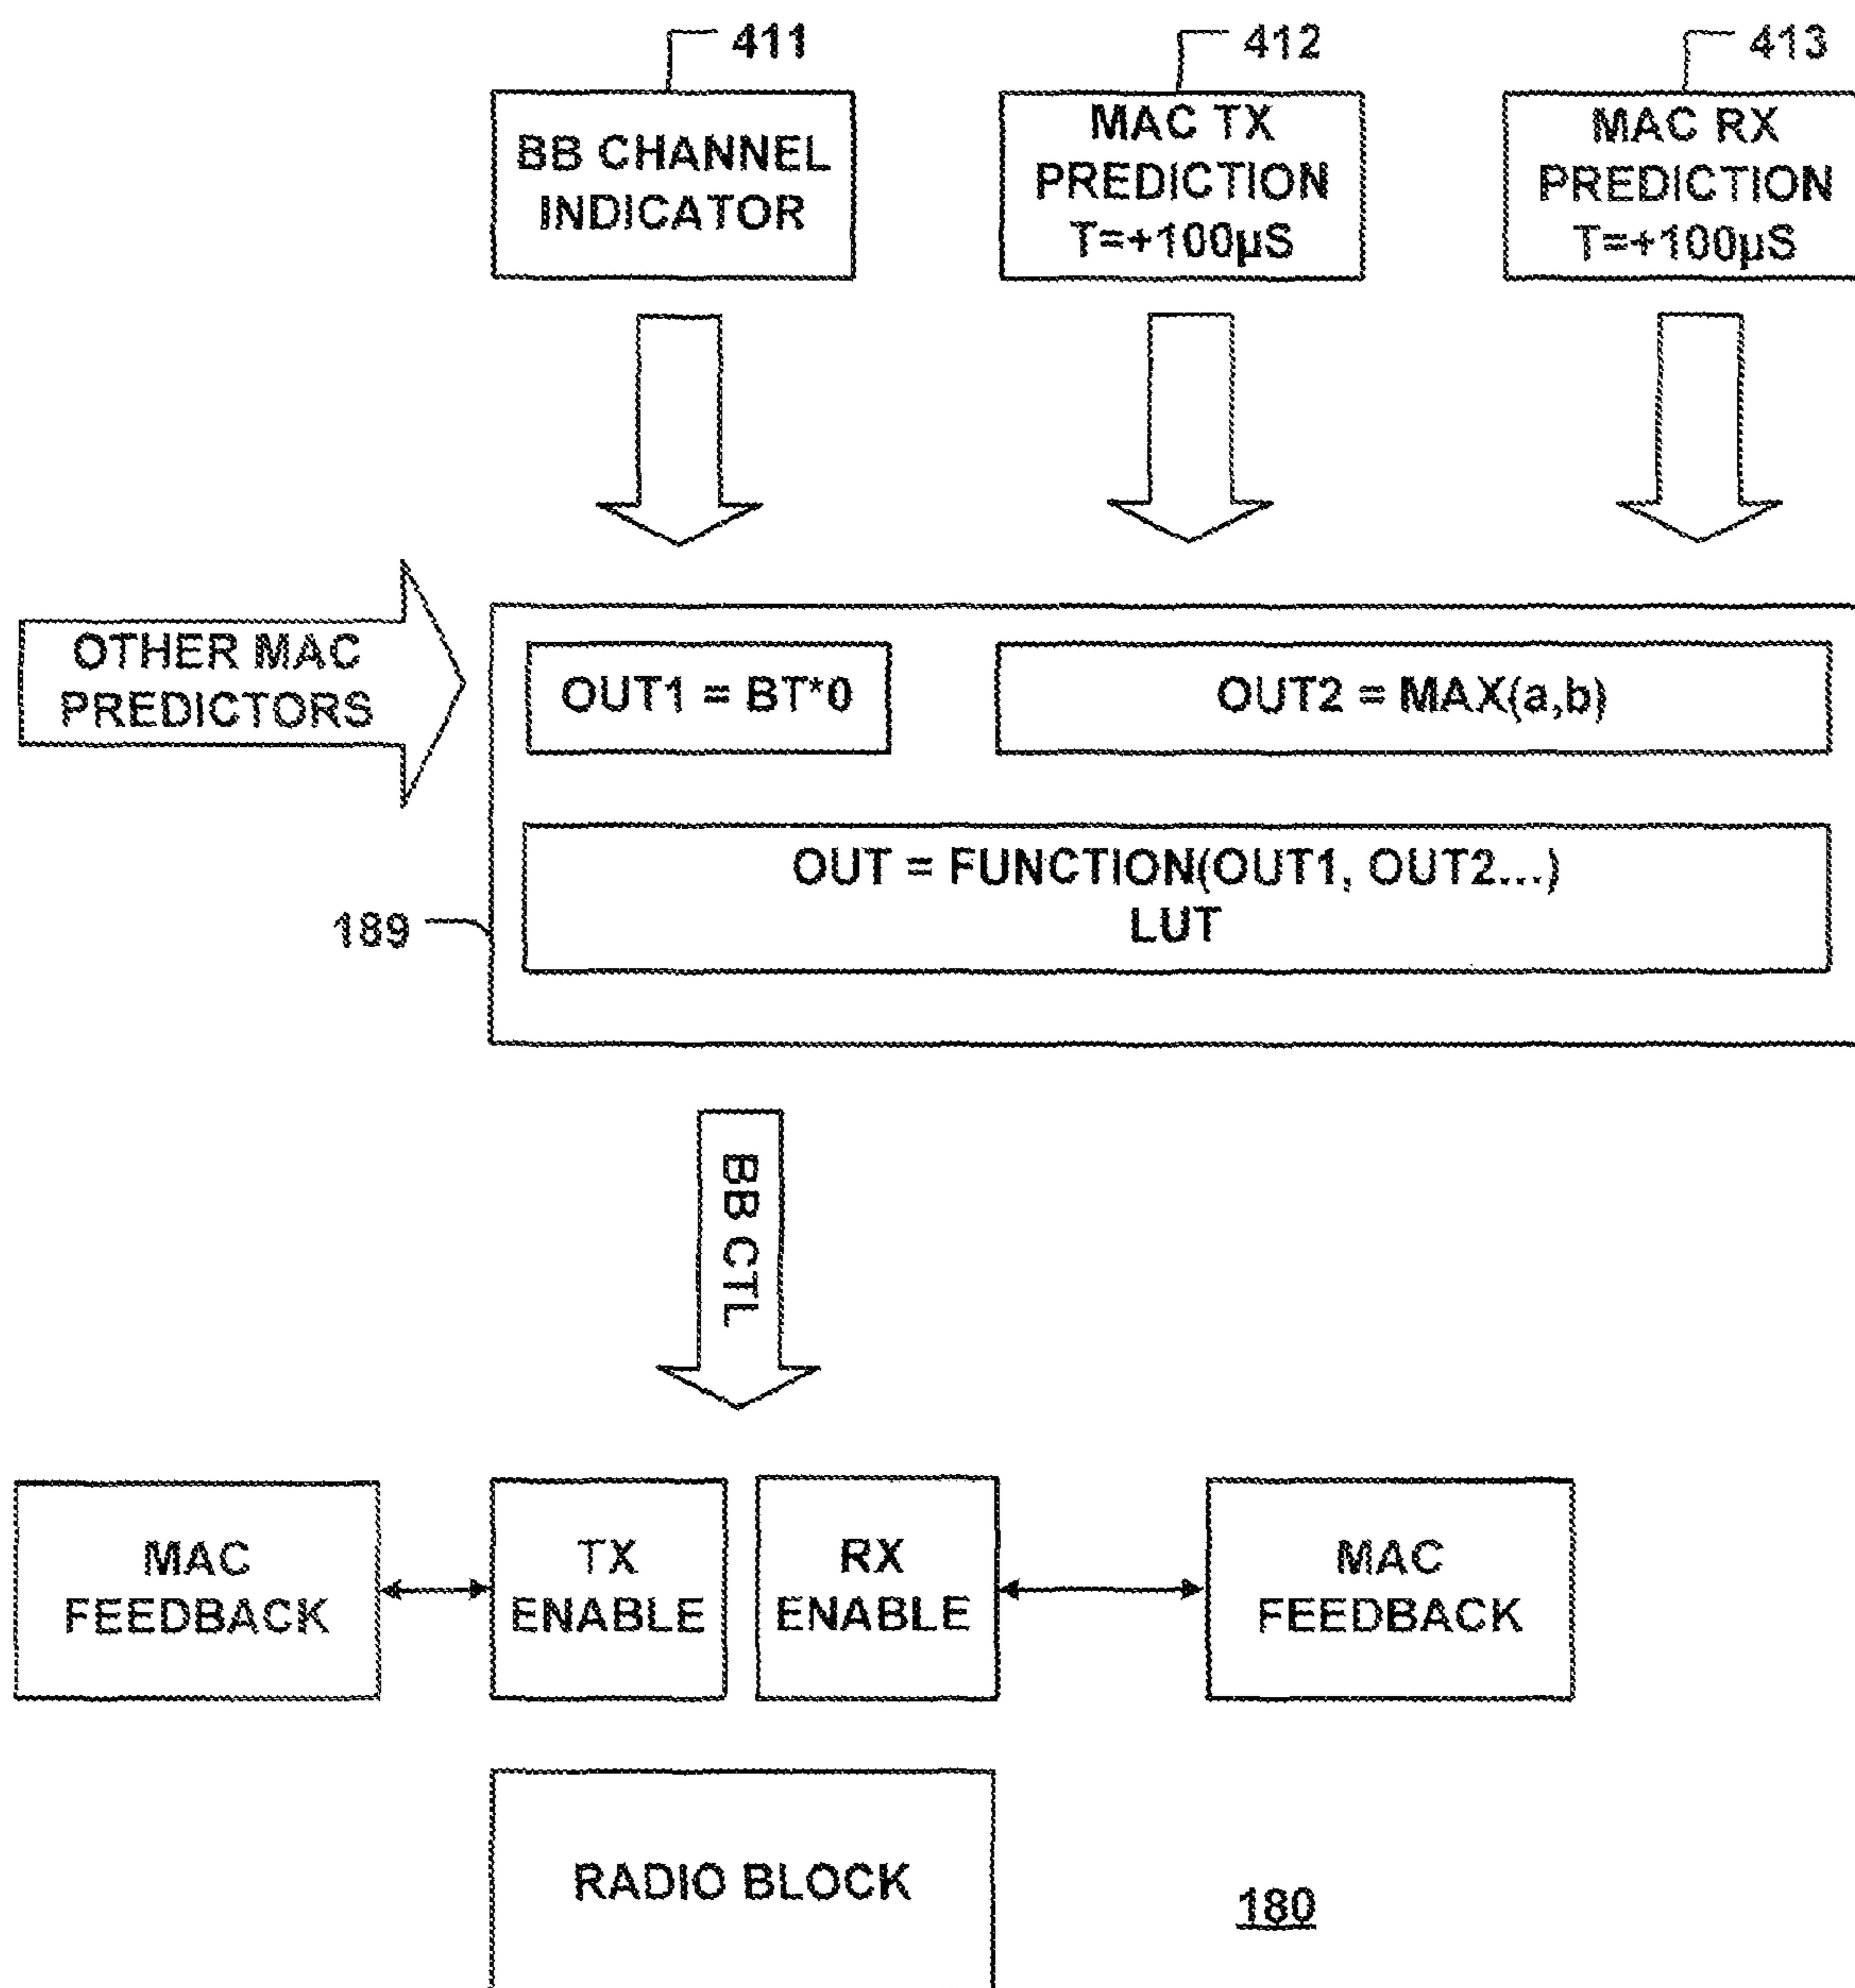 411
412
413
BB CHANNEL
INDICATOR
MAC TX
PREDICTION
T=+100µS
MAC RX
PREDICTION
T=+100µS
OTHER MAC
PREDICTORS
OUT1 = BT*0
OUT2 = MAX(a,b)
OUT = FUNCTION(OUT1, OUT2...)
LUT
189
BB CTL
MAC
FEEDBACK
TX
ENABLE
RX
ENABLE
MAC
FEEDBACK
RADIO BLOCK
180